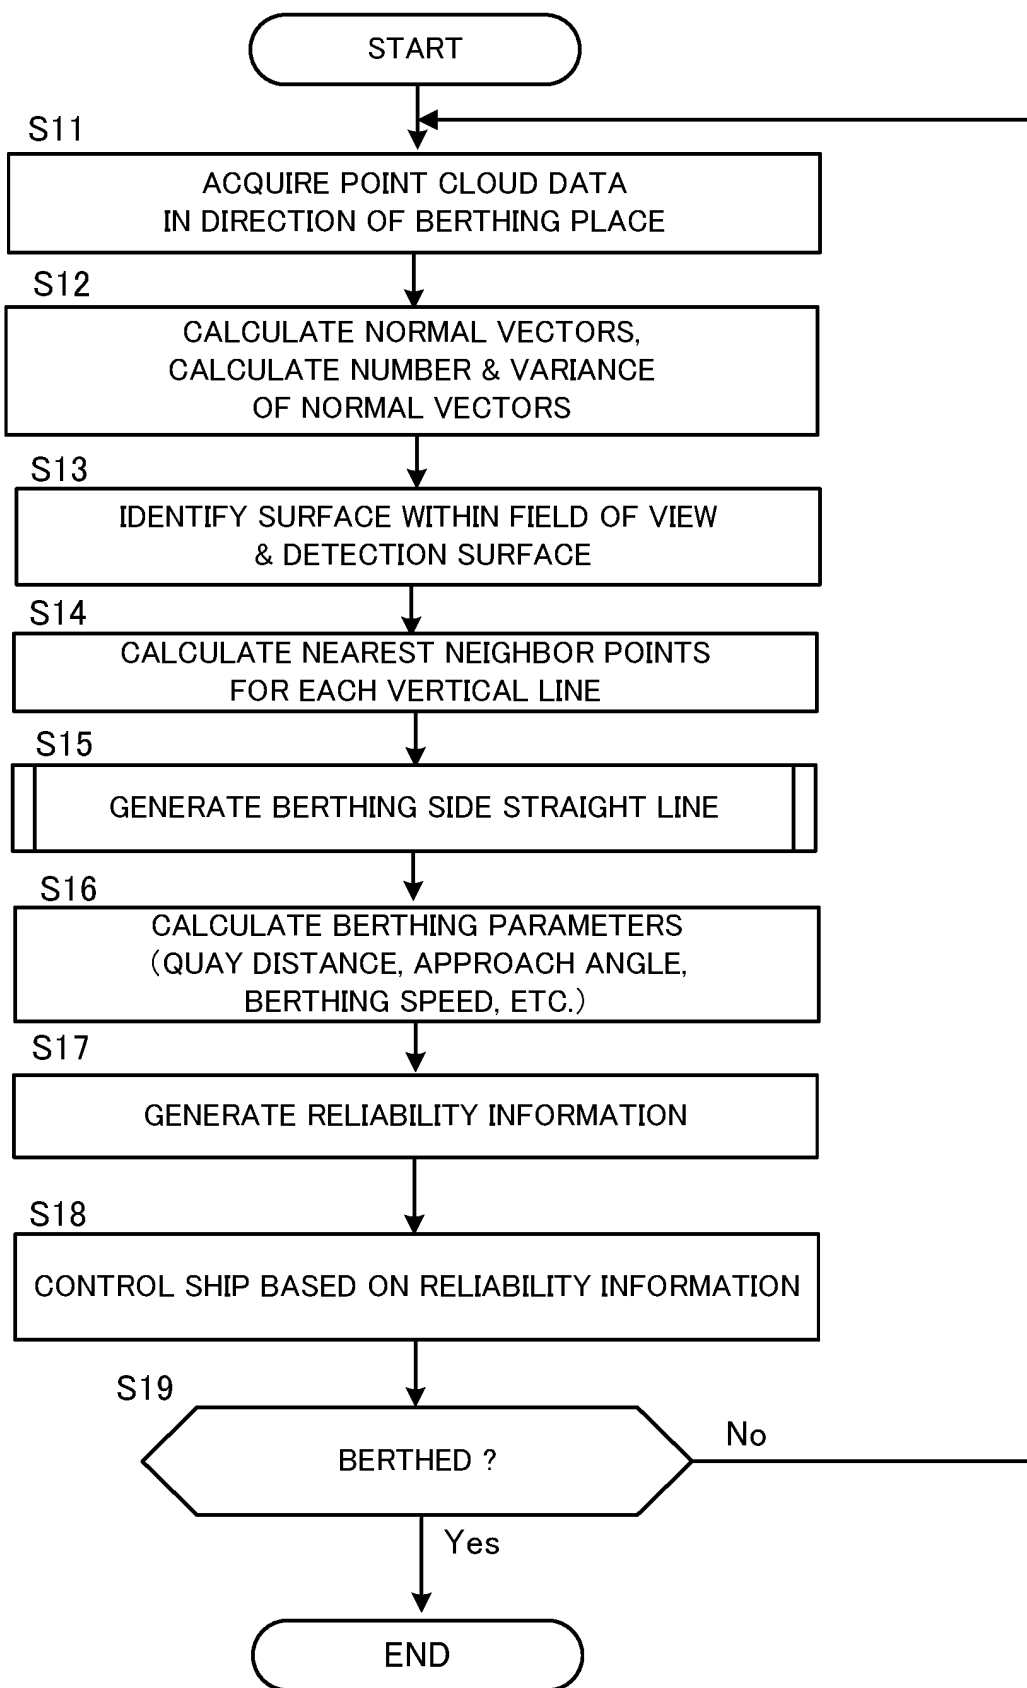 START
S11
ACQUIRE POINT CLOUD DATA
IN DIRECTION OF BERTHING PLACE
S12
CALCULATE NORMAL VECTORS,
CALCULATE NUMBER & VARIANCE
OF NORMAL VECTORS
S13
IDENTIFY SURFACE WITHIN FIELD OF VIEW
& DETECTION SURFACE
S14
CALCULATE NEAREST NEIGHBOR POINTS
FOR EACH VERTICAL LINE
S15
GENERATE BERTHING SIDE STRAIGHT LINE
S16
CALCULATE BERTHING PARAMETERS
(QUAY DISTANCE, APPROACH ANGLE,
BERTHING SPEED, ETC.)
S17
GENERATE RELIABILITY INFORMATION
S18
CONTROL SHIP BASED ON RELIABILITY INFORMATION
S19
BERTHED ?
No
Yes
END